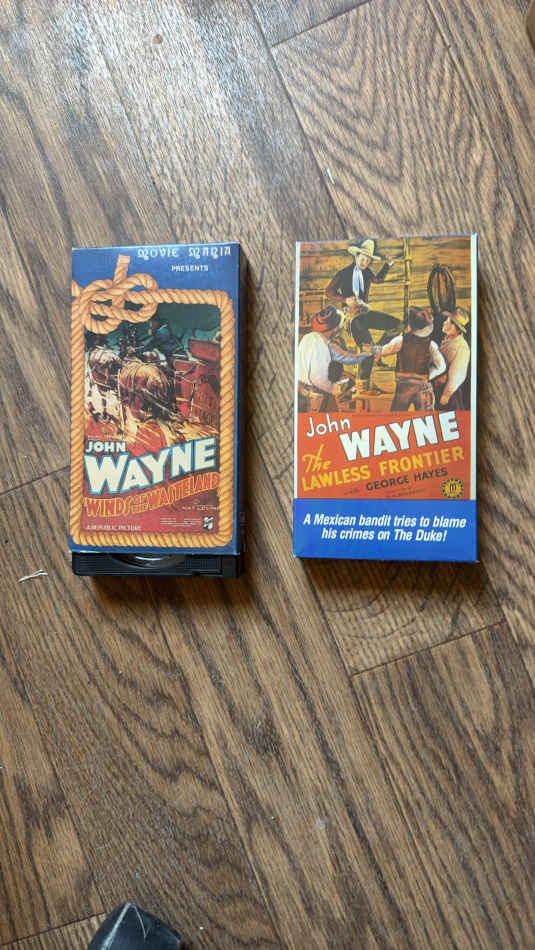 MOVIE MANIA
PRESENTS
JOHN
WAYNE
WINDS OF THE WASTELAND
A REPUBLIC PICTURE
John
WAYNE
The
LAWLESS FRONTIER
with GEORGE HAYES
A Mexican bandit tries to blame
his crimes on The Duke!